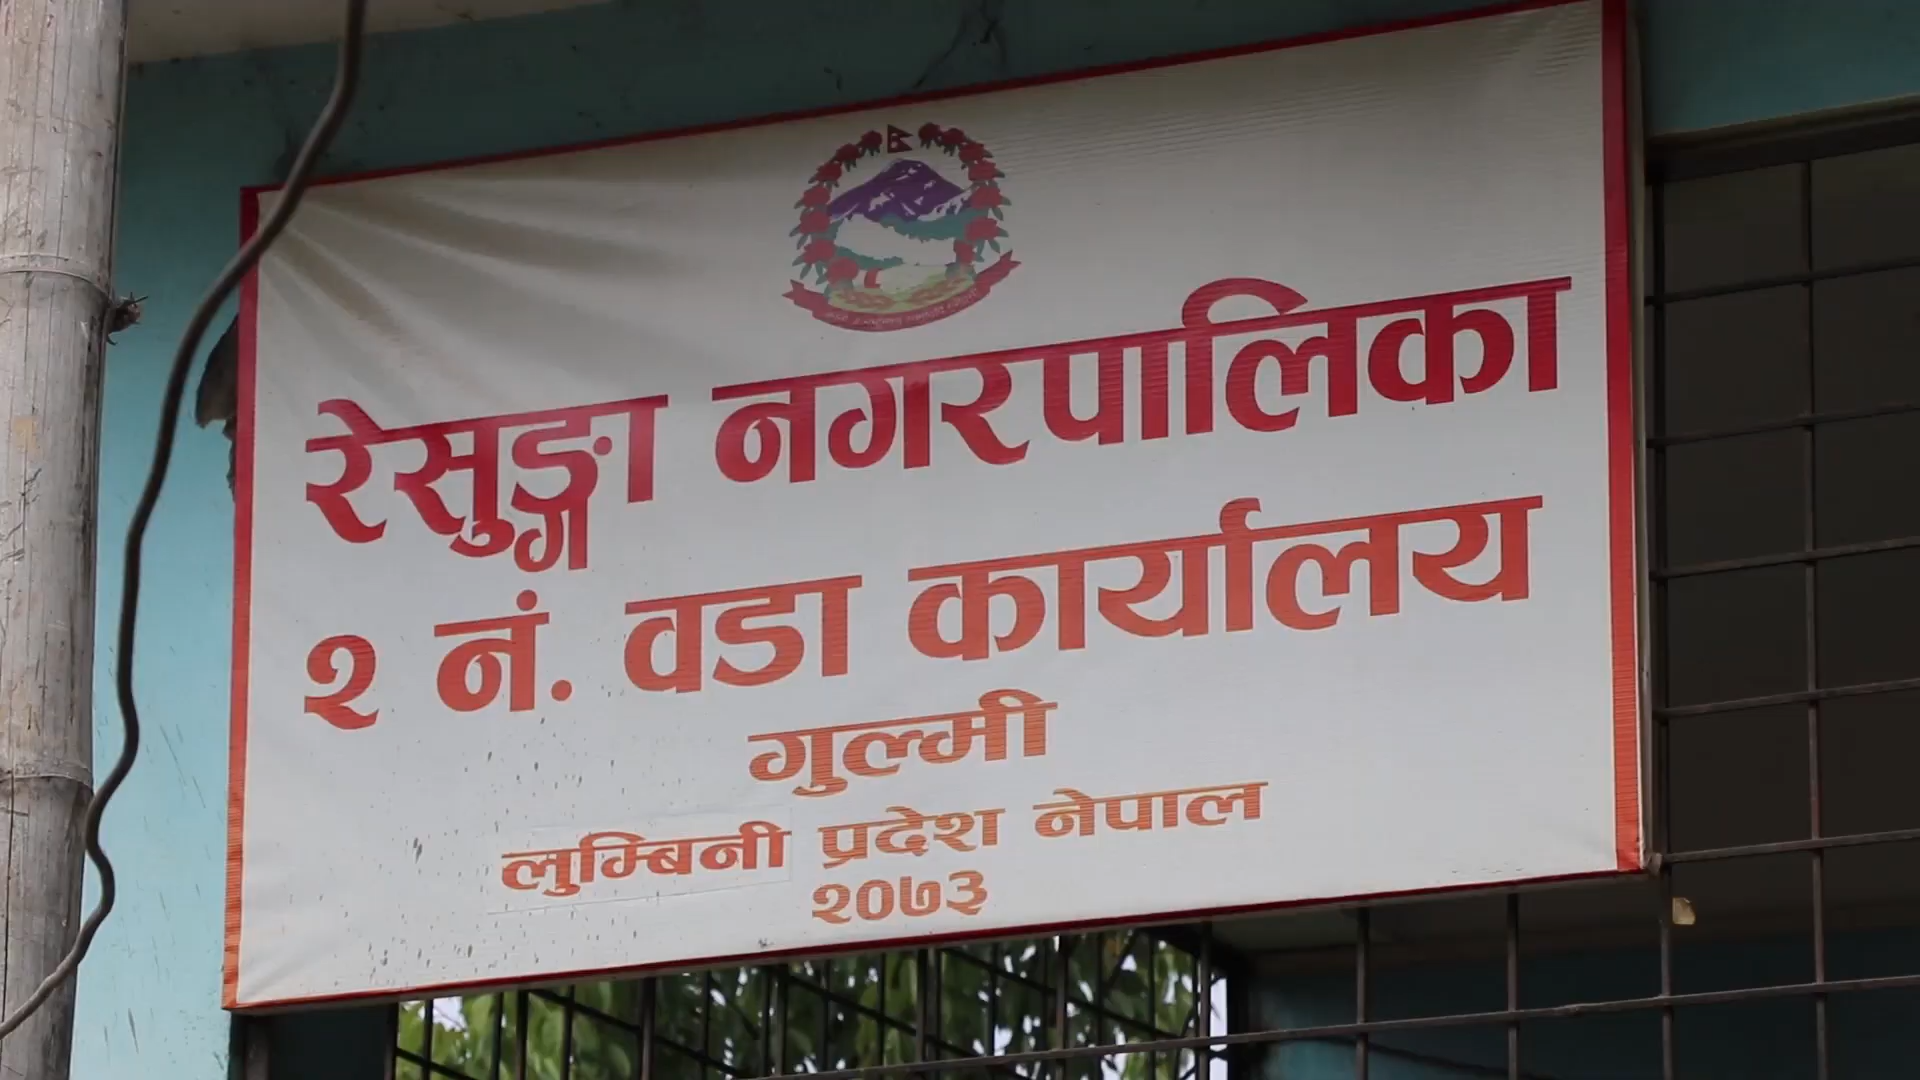 रेसुङ्गा नगरपालिका
२ नं. वडा कार्यालय
गुल्मी
लुम्बिनी प्रदेश नेपाल
२०७३